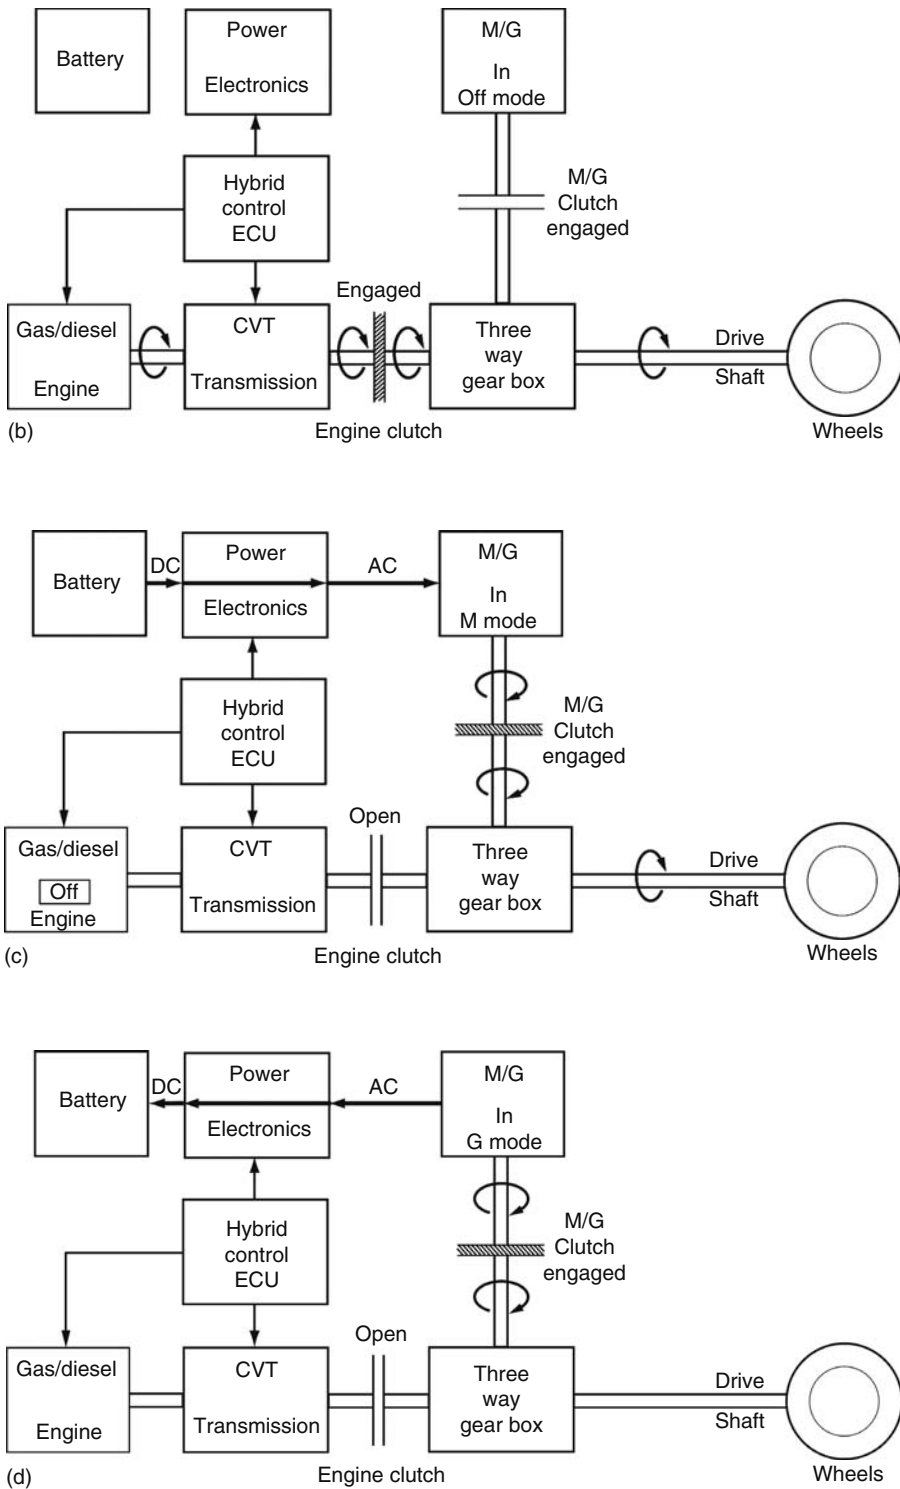 Battery
Power
Electronics
M/G
In
Off mode
Hybrid
control
ECU
M/G
Clutch
engaged
Gas/diesel
Engine
CVT
Transmission
Engaged
Engine clutch
Three
way
gear box
Drive
Shaft
Wheels
(b)
Battery
DC
Power
Electronics
AC
M/G
In
M mode
Hybrid
control
ECU
M/G
Clutch
engaged
Gas/diesel
Off
Engine
CVT
Transmission
Open
Engine clutch
Three
way
gear box
Drive
Shaft
Wheels
(c)
Battery
DC
Power
Electronics
AC
M/G
In
G mode
Hybrid
control
ECU
M/G
Clutch
engaged
Gas/diesel
Engine
CVT
Transmission
Open
Engine clutch
Three
way
gear box
Drive
Shaft
Wheels
(d)